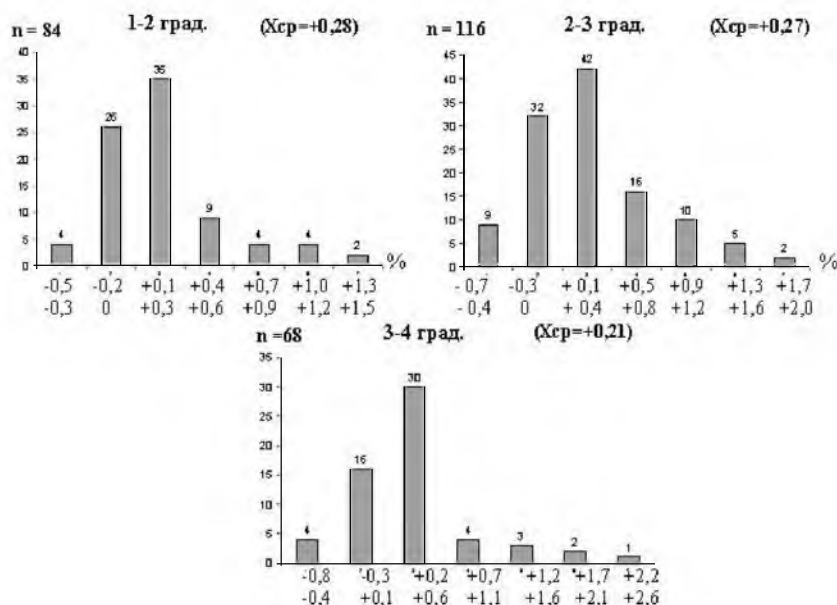 n = 84 1-2 град. (Хср=+0,28)
40
35
30
25
20
15
10
5
0
4 26 35 9 4 4 2
%
-0,5 -0,2 +0,1 +0,4 +0,7 +1,0 +1,3
-0,3 0 +0,3 +0,6 +0,9 +1,2 +1,5
n = 116 2-3 град. (Хср=+0,27)
45
40
35
30
25
20
15
10
5
0
9 32 42 16 10 5 2
%
-0,7 -0,3 + 0,1 +0,5 +0,9 +1,3 +1,7
- 0,4 0 + 0,4 +0,8 +1,2 +1,6 +2,0
n =68 3-4 град. (Хср=+0,21)
35
30
25
20
15
10
5
0
4 16 30 4 3 2 1
-0,8 -0,3 +0,2 +0,7 +1,2 +1,7 +2,2
-0,4 +0,1 +0,6 +1,1 +1,6 +2,1 +2,6